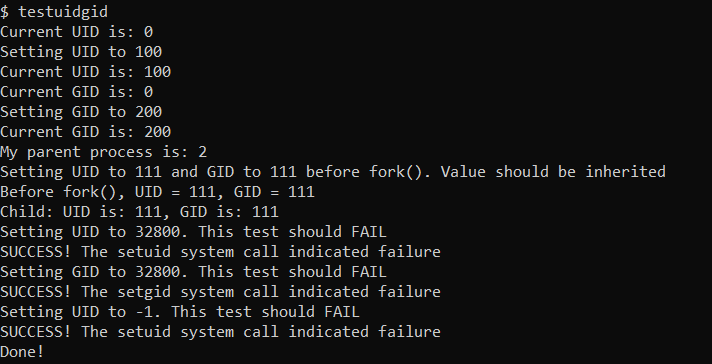 $ testuidgid
Current UID is: 0
Setting UID to 100
Current UID is: 100
Current GID is: 0
Setting GID to 200
Current GID is: 200
My parent process is: 2
Setting UID to 111 and GID to 111 before fork(). Value should be inherited
Before fork(), UID = 111, GID = 111
Child: UID is: 111, GID is: 111
Setting UID to 32800. This test should FAIL
SUCCESS! The setuid system call indicated failure
Setting GID to 32800. This test should FAIL
SUCCESS! The setgid system call indicated failure
Setting UID to -1. This test should FAIL
SUCCESS! The setuid system call indicated failure
Done!